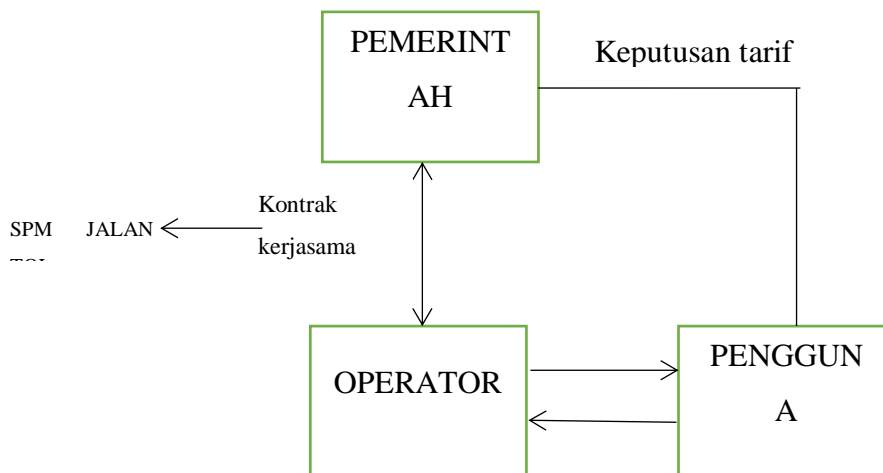 PEMERINT
AH
Keputusan tarif
Kontrak
kerjasama
SPM JALAN
OPERATOR
PENGGUN
A